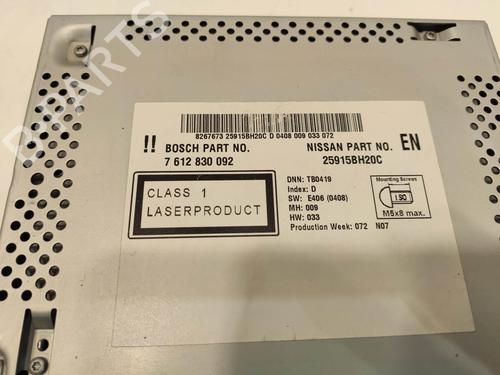 B-PARTS
8267673 25915BH20C D 0408 009 033 072
!! BOSCH PART NO. NISSAN PART NO. EN
7 612 830 092 25915BH20C
CLASS 1
LASERPRODUCT
DNN: TB0419
Index: D
SW: E406 (0408)
MH: 009
HW: 033
Production Week: 072 N07
Mounting Screws
ISO
M5x8 max.